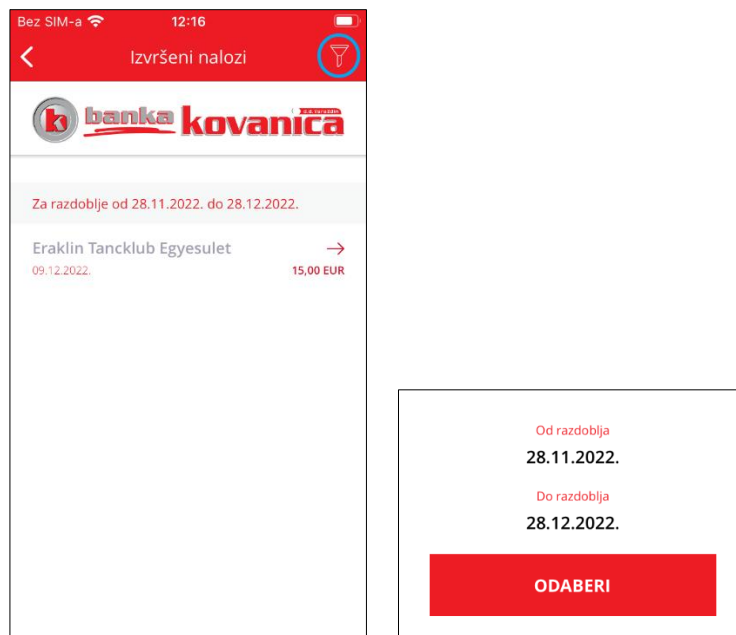 Bez SIM-a 12:16
Izvršeni nalozi
banka kovanica
Za razdoblje od 28.11.2022. do 28.12.2022.
Eraklin Tancklub Egyesulet
09.12.2022. 15,00 EUR
Od razdoblja
28.11.2022.
Do razdoblja
28.12.2022.
ODABERI